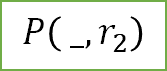 P( _, r₂)